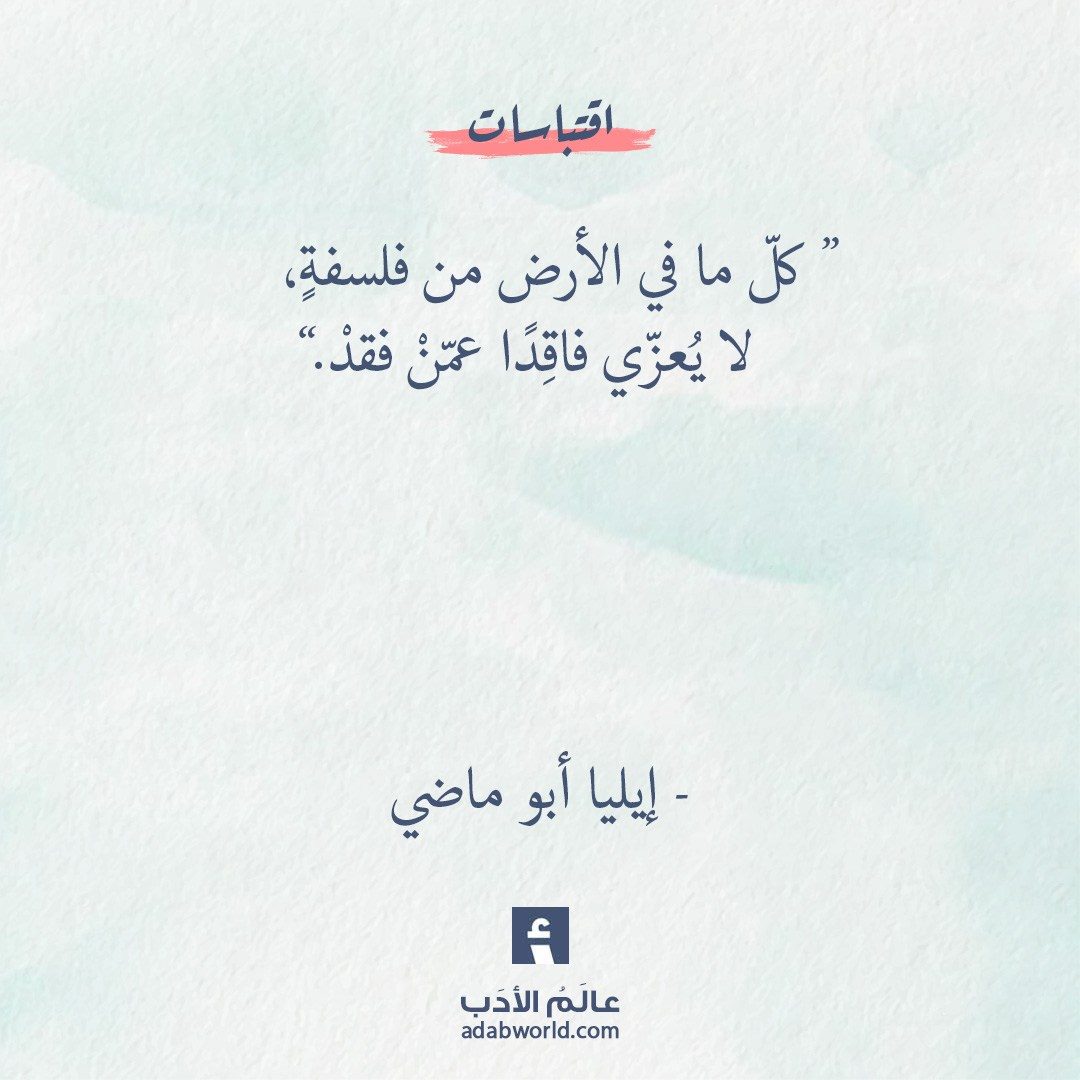 اقتباسات
” كلّ ما في الأرض من فلسفةٍ،
لا يُعزّي فاقِدًا عمّنْ فقدْ.“
- إيليا أبو ماضي
أ
عالَمُ الأدَب
adabworld.com